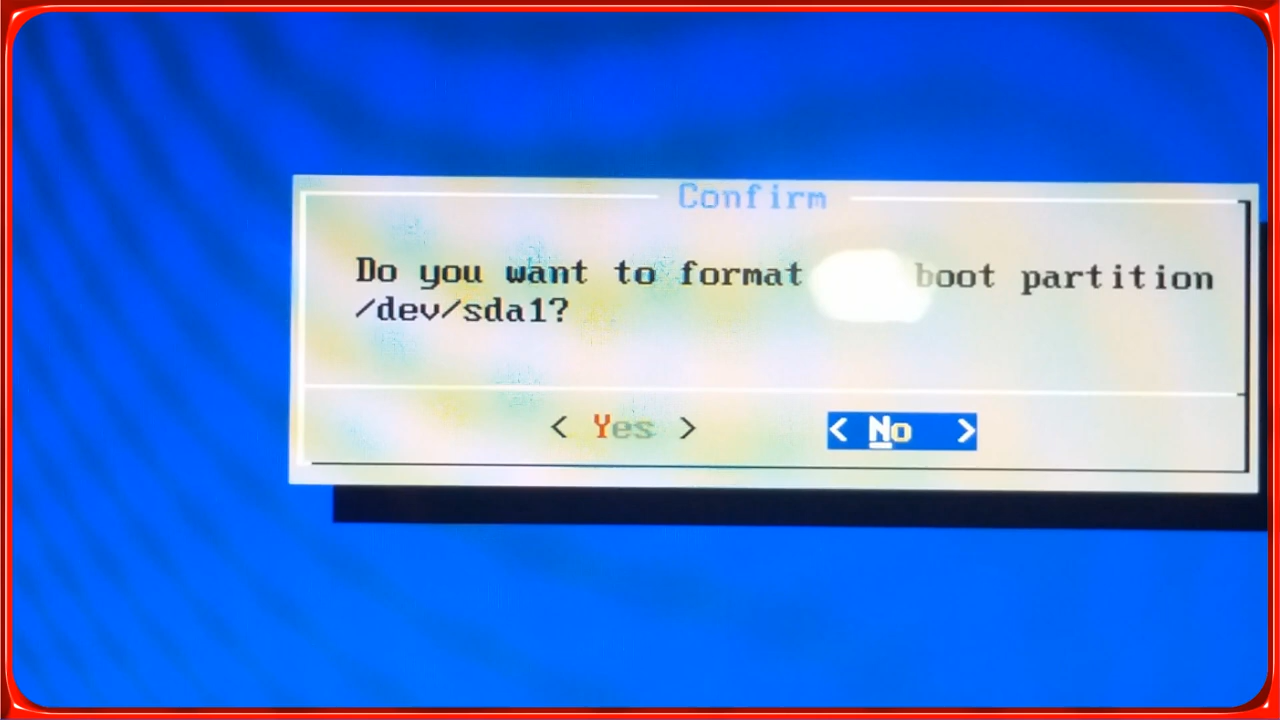 Confirm
Do you want to format boot partition
/dev/sda1?
< Yes > < No >